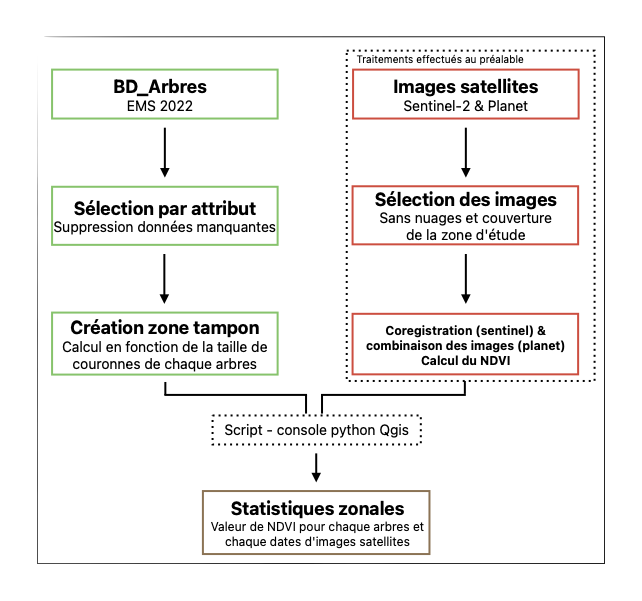 BD_Arbres
EMS 2022
Sélection par attribut
Suppression données manquantes
Création zone tampon
Calcul en fonction de la taille de
couronnes de chaque arbres
Traitements effectués au préalable
Images satellites
Sentinel-2 & Planet
Sélection des images
Sans nuages et couverture
de la zone d'étude
Coregistration (sentinel) &
combinaison des images (planet)
Calcul du NDVI
Script - console python Qgis
Statistiques zonales
Valeur de NDVI pour chaque arbres et
chaque dates d'images satellites